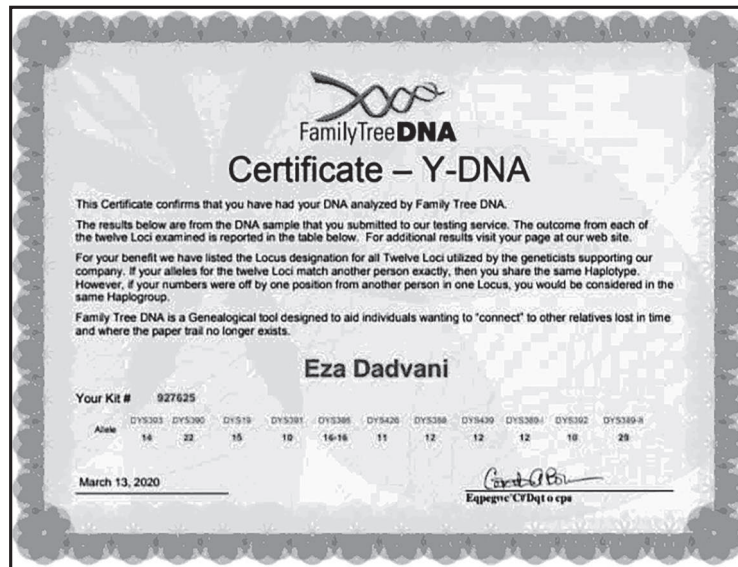 FamilyTreeDNA
Certificate – Y-DNA
This Certificate confirms that you have had your DNA analyzed by Family Tree DNA.
The results below are from the DNA sample that you submitted to our testing service. The outcome from each of
the twelve Loci examined is reported in the table below. For additional results visit your page at our web site.
For your benefit we have listed the Locus designation for all Twelve Loci utilized by the geneticists supporting our
company. If your alleles for the twelve Loci match another person exactly, then you share the same Haplotype.
However, if your numbers were off by one position from another person in one Locus, you would be considered in the
same Haplogroup.
Family Tree DNA is a Genealogical tool designed to aid individuals wanting to "connect" to other relatives lost in time
and where the paper trail no longer exists.
Eza Dadvani
Your Kit # 927625
DYS393 DYS390 DYS19 DYS391 DYS385 DYS426 DYS388 DYS439 DYS389-I DYS392 DYS389-II
Allele 14 22 15 10 16-16 11 12 12 12 10 29
March 13, 2020